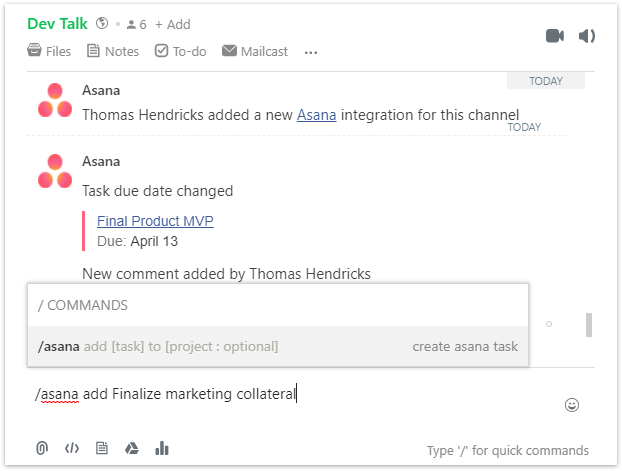 Dev Talk • 6 + Add
Files Notes To-do Mailcast ...
TODAY
Asana
Thomas Hendricks added a new Asana integration for this channel
TODAY
Asana
Task due date changed
Final Product MVP
Due: April 13
New comment added by Thomas Hendricks
/ COMMANDS
/asana add [task] to [project : optional] create asana task
/asana add Finalize marketing collateral
Type '/' for quick commands